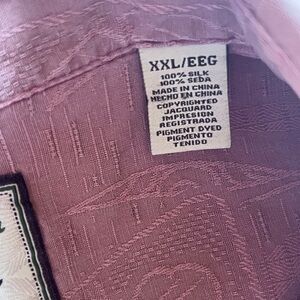 XXL/EEG
100% SILK
100% SEDA
MADE IN CHINA
HECHO EN CHINA
COPYRIGHTED
JACQUARD
IMPRESION
REGISTRADA
PIGMENT DYED
PIGMENTO
TENIDO